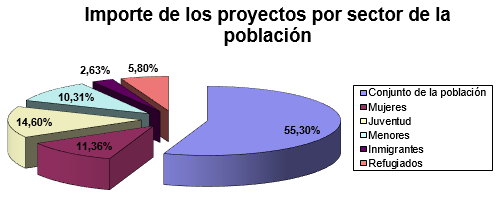 Importe de los proyectos por sector de la
población
2,63%
5,80%
10,31%
14,60%
11,36%
55,30%
Conjunto de la población
Mujeres
Juventud
Menores
Inmigrantes
Refugiados